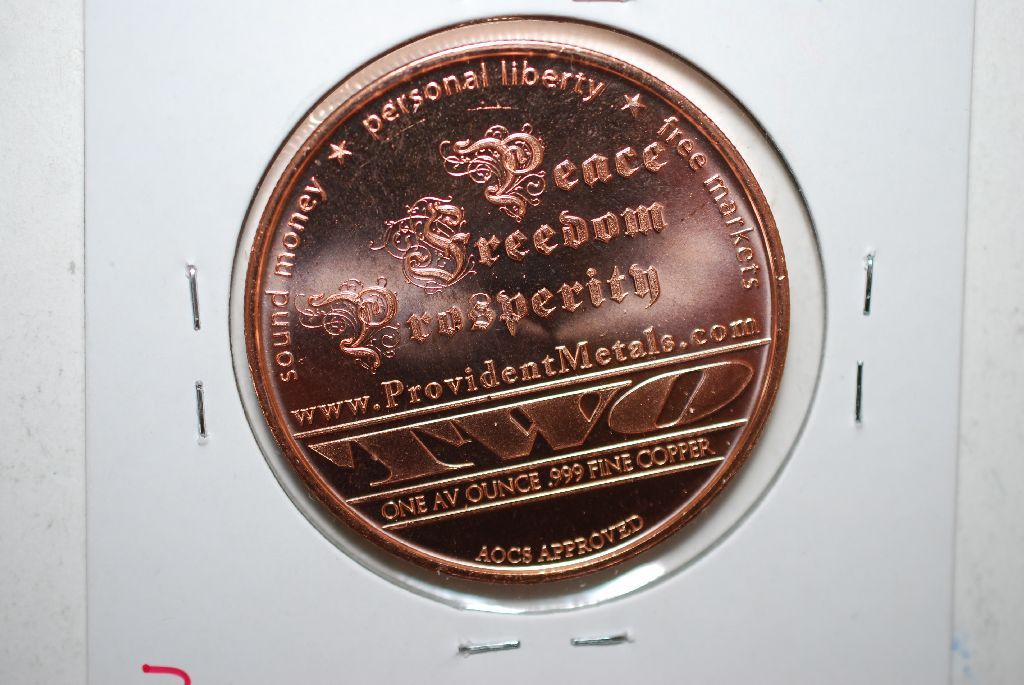 sound money ★ personal liberty ★ free markets
Peace
Freedom
Prosperity
www.ProvidentMetals.com
TWO
ONE AV OUNCE .999 FINE COPPER
AOCS APPROVED